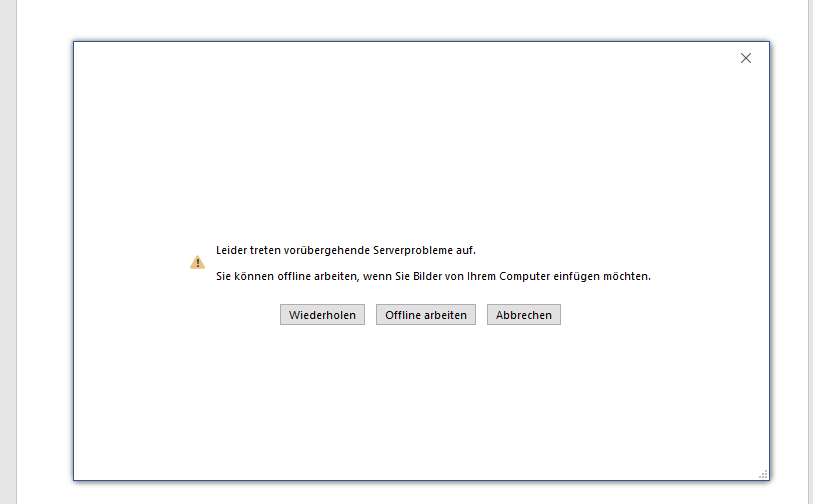 Leider treten vorübergehende Serverprobleme auf.
Sie können offline arbeiten, wenn Sie Bilder von Ihrem Computer einfügen möchten.
Wiederholen Offline arbeiten Abbrechen